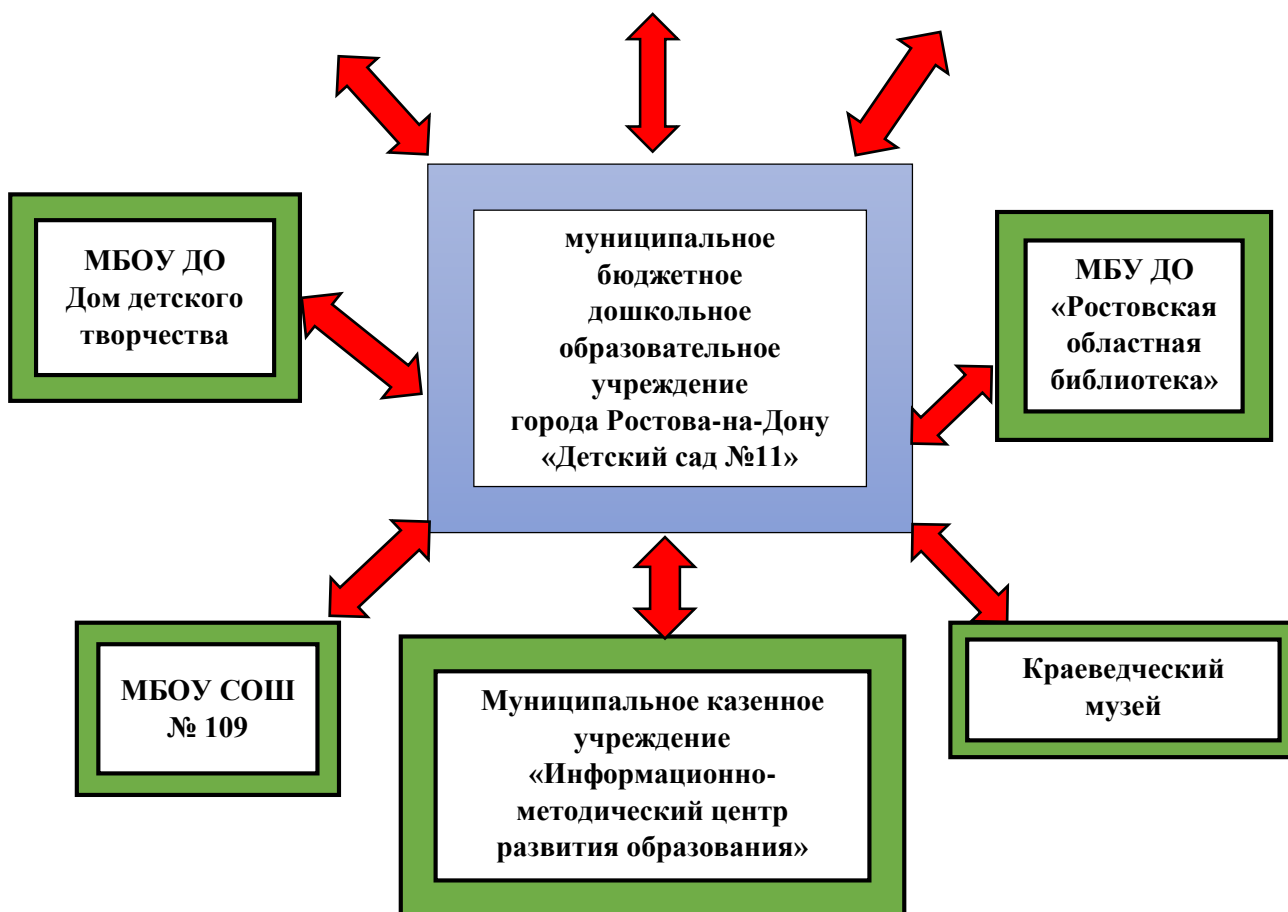 МБОУ ДО
Дом детского
творчества
муниципальное
бюджетное
дошкольное
образовательное
учреждение
города Ростова-на-Дону
«Детский сад №11»
МБУ ДО
«Ростовская
областная
библиотека»
МБОУ СОШ
№ 109
Муниципальное казенное
учреждение
«Информационно-
методический центр
развития образования»
Краеведческий
музей